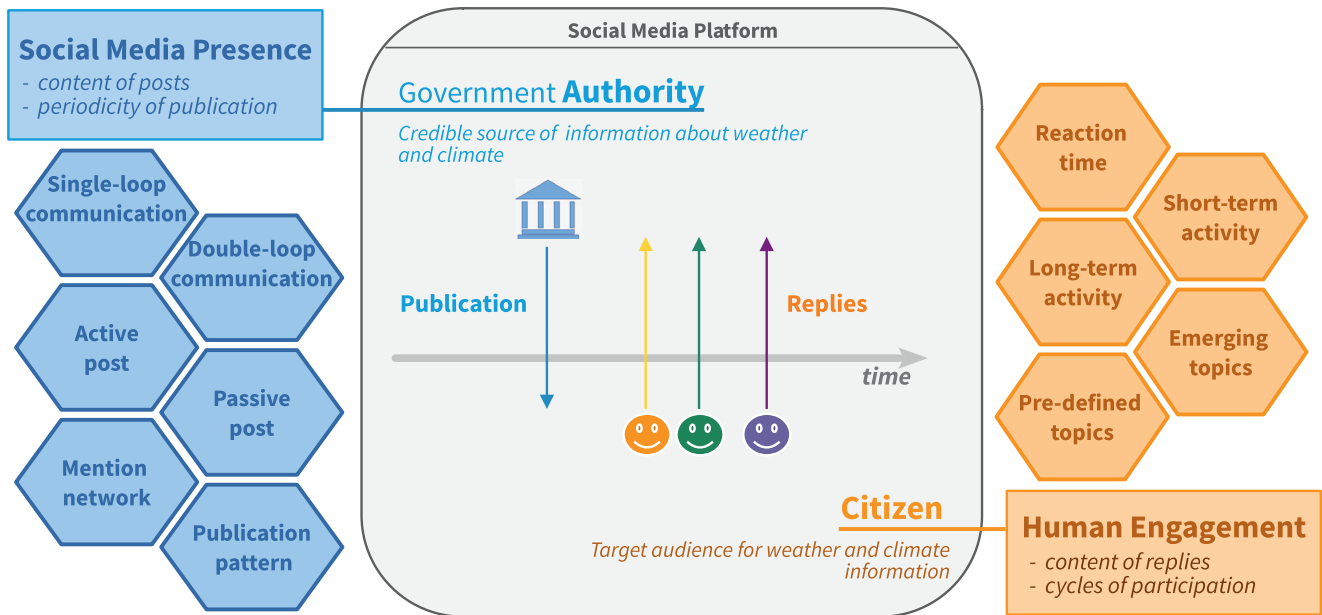 Social Media Presence
- content of posts
- periodicity of publication
Single-loop
communication
Double-loop
communication
Active
post
Passive
post
Mention
network
Publication
pattern
Social Media Platform
Government Authority
Credible source of information about weather
and climate
Publication
Replies
time
Citizen
Target audience for weather and climate
information
Reaction
time
Short-term
activity
Long-term
activity
Emerging
topics
Pre-defined
topics
Human Engagement
- content of replies
- cycles of participation